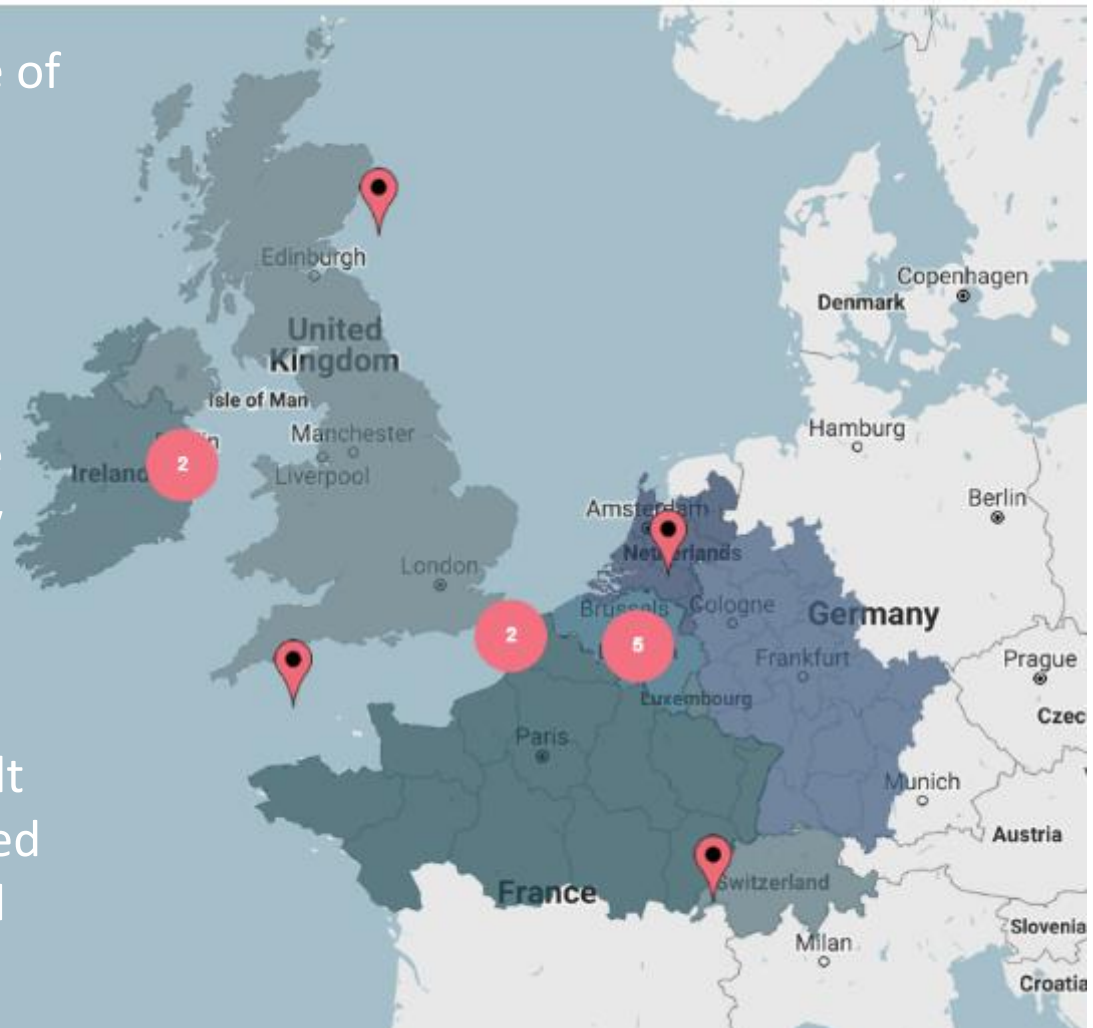 e of
Edinburgh
Copenhagen
Denmark
United
Kingdom
Isle of Man
Hamburg
Manchester
Ireland
Liverpool
2
Berlin
Amsterdam
Netherlands
London
Brussels
Cologne
Germany
2
5
Frankfurt
Prague
Luxembourg
Czec
Paris
lt
Munich
ed
Austria
France
Switzerland
Slovenia
Milan
Croatia